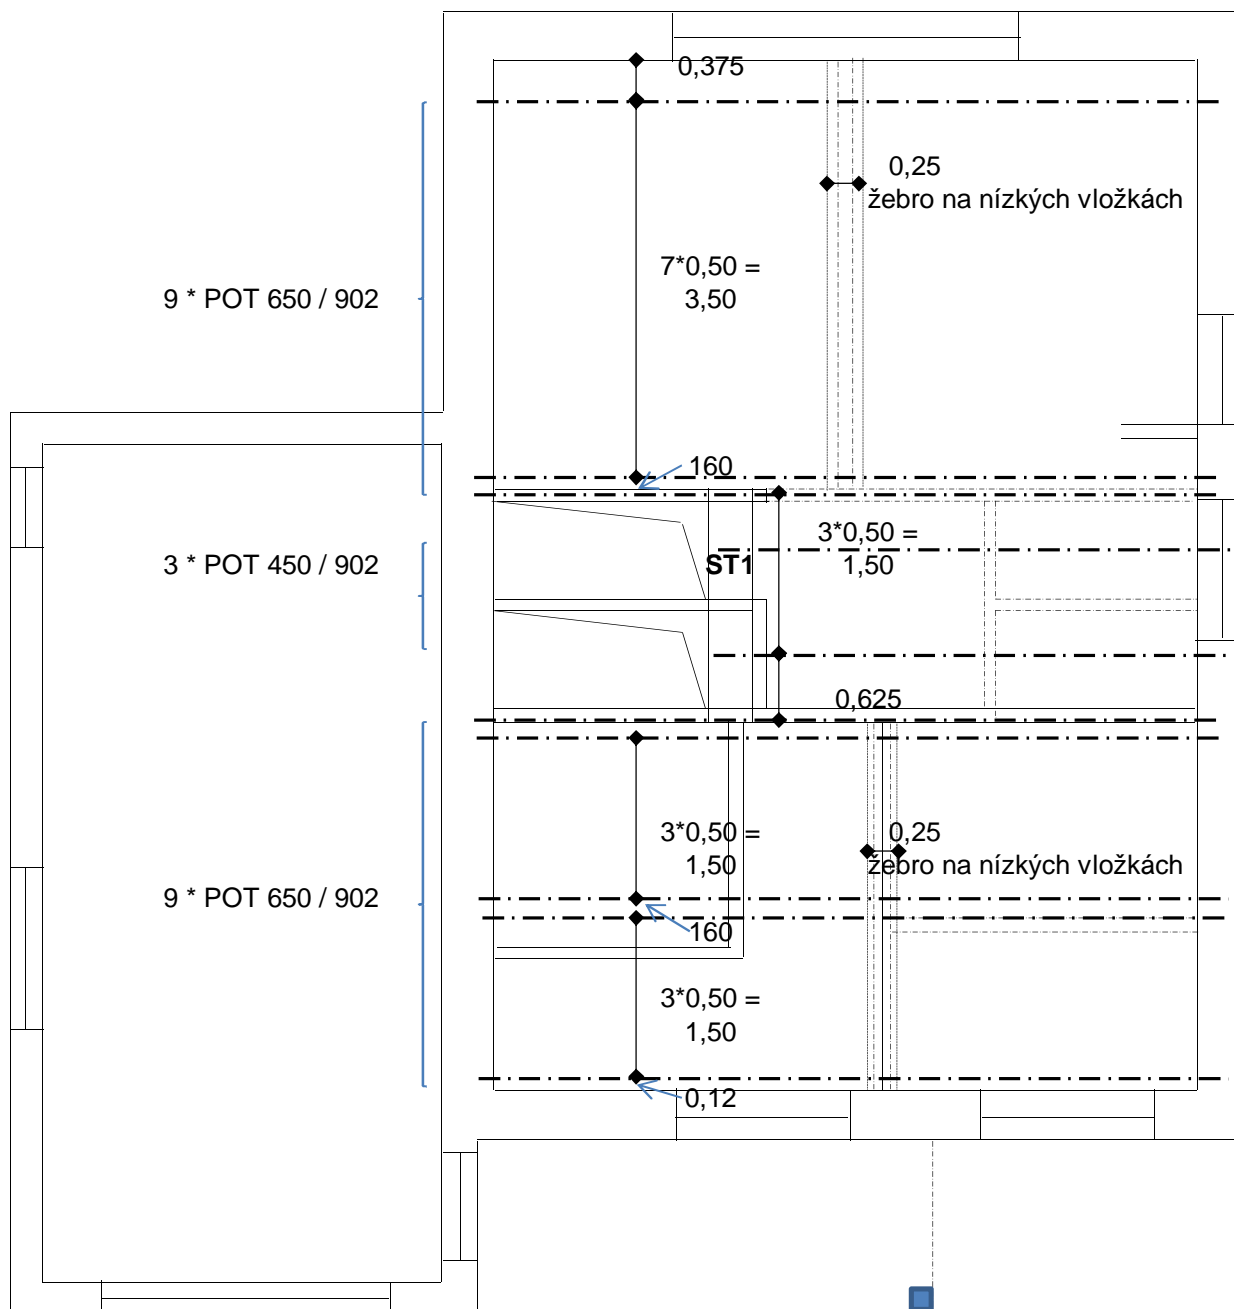 0,375
0,25
žebro na nízkých vložkách
7*0,50 =
3,50
9 * POT 650 / 902
160
3*0,50 =
1,50
ST1
3 * POT 450 / 902
0,625
3*0,50 =
1,50
0,25
žebro na nízkých vložkách
9 * POT 650 / 902
160
3*0,50 =
1,50
0,12